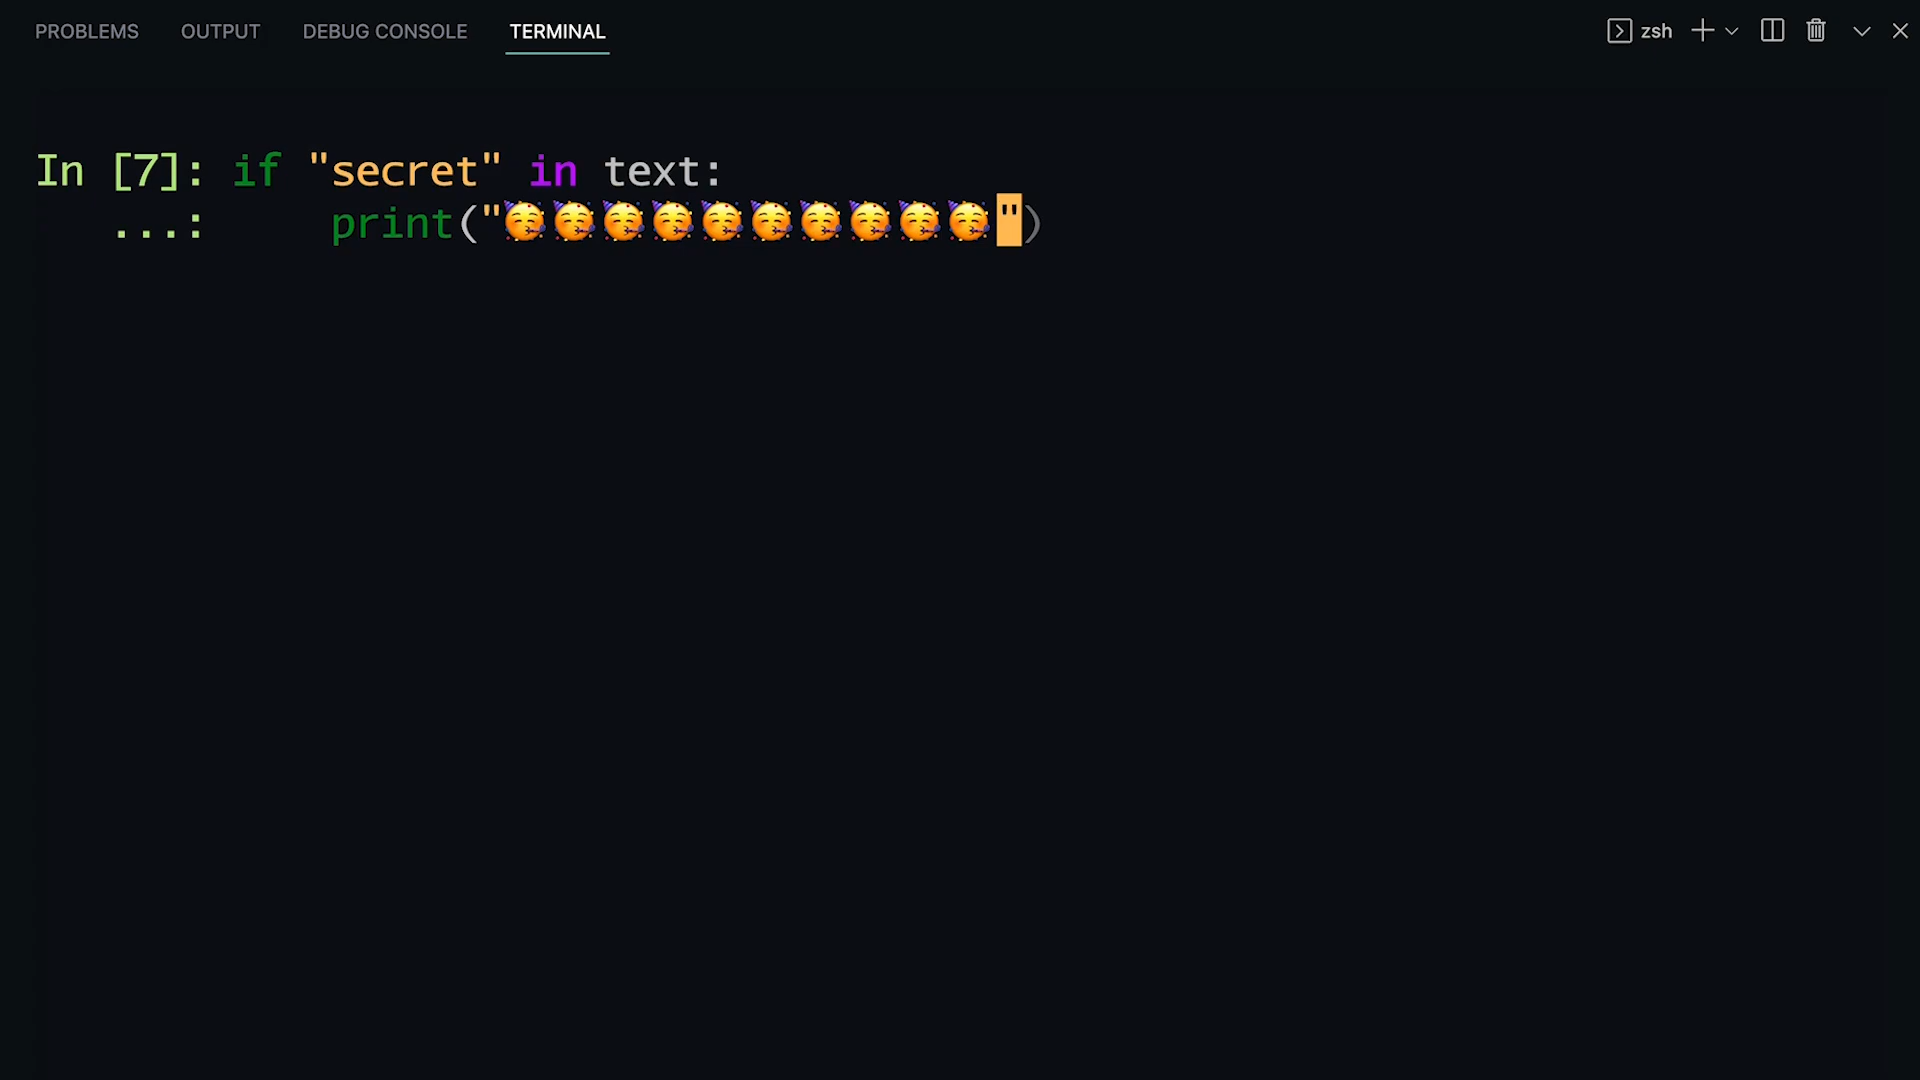 PROBLEMS OUTPUT DEBUG CONSOLE TERMINAL zsh
In [7]: if "secret" in text:
   ...:     print("🥳🥳🥳🥳🥳🥳🥳🥳🥳🥳")